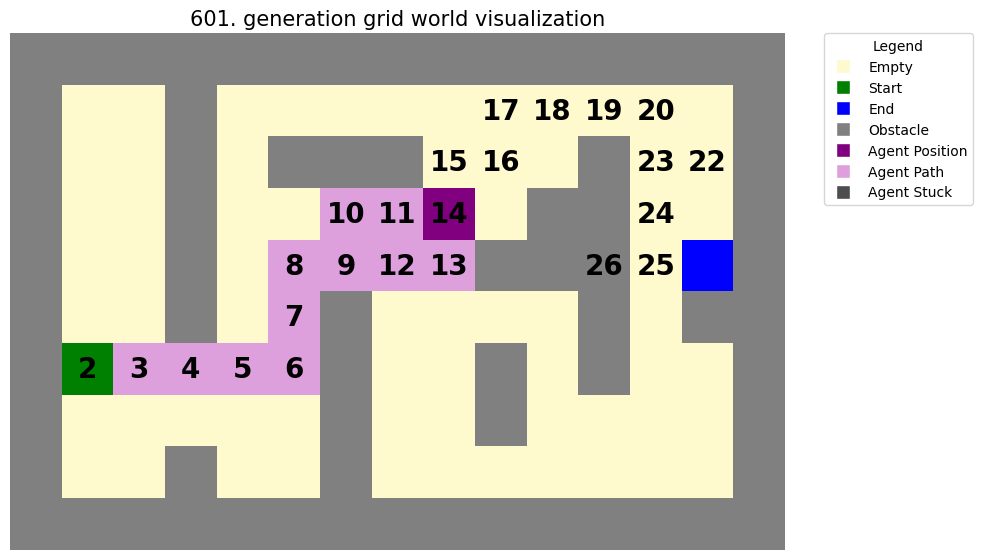 601. generation grid world visualization
17 18 19 20
15 16 23 22
10 11 14 24
8 9 12 13 26 25
7
2 3 4 5 6
Legend
Empty
Start
End
Obstacle
Agent Position
Agent Path
Agent Stuck